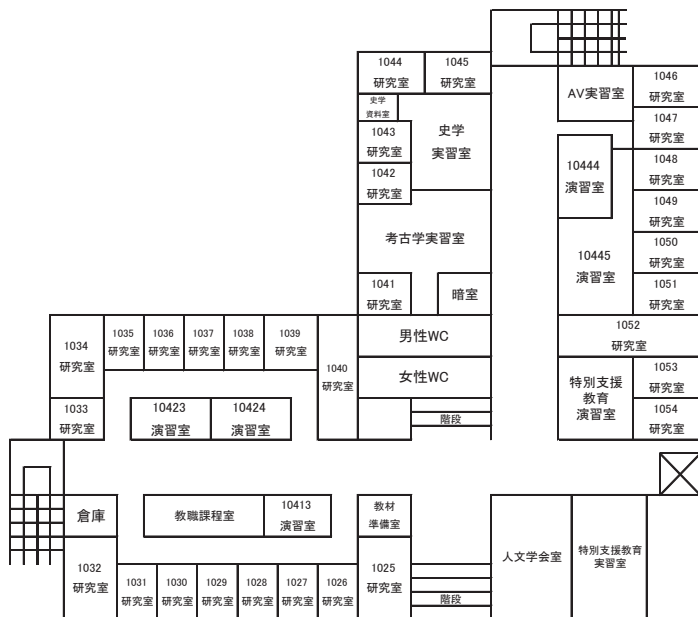 1044
研究室
1045
研究室
AV実習室
1046
研究室
史学
資料室
1047
研究室
1043
研究室
史学
実習室
10444
演習室
1048
研究室
1042
研究室
1049
研究室
考古学実習室
10445
演習室
1050
研究室
1041
研究室
暗室
1051
研究室
1034
研究室
1035
研究室
1036
研究室
1037
研究室
1038
研究室
1039
研究室
1040
研究室
男性WC
1052
研究室
女性WC
特別支援
教育
演習室
1053
研究室
1033
研究室
10423
演習室
10424
演習室
階段
1054
研究室
倉庫
教職課程室
10413
演習室
教材
準備室
人文学会室
特別支援教育
実習室
1032
研究室
1031
研究室
1030
研究室
1029
研究室
1028
研究室
1027
研究室
1026
研究室
1025
研究室
階段